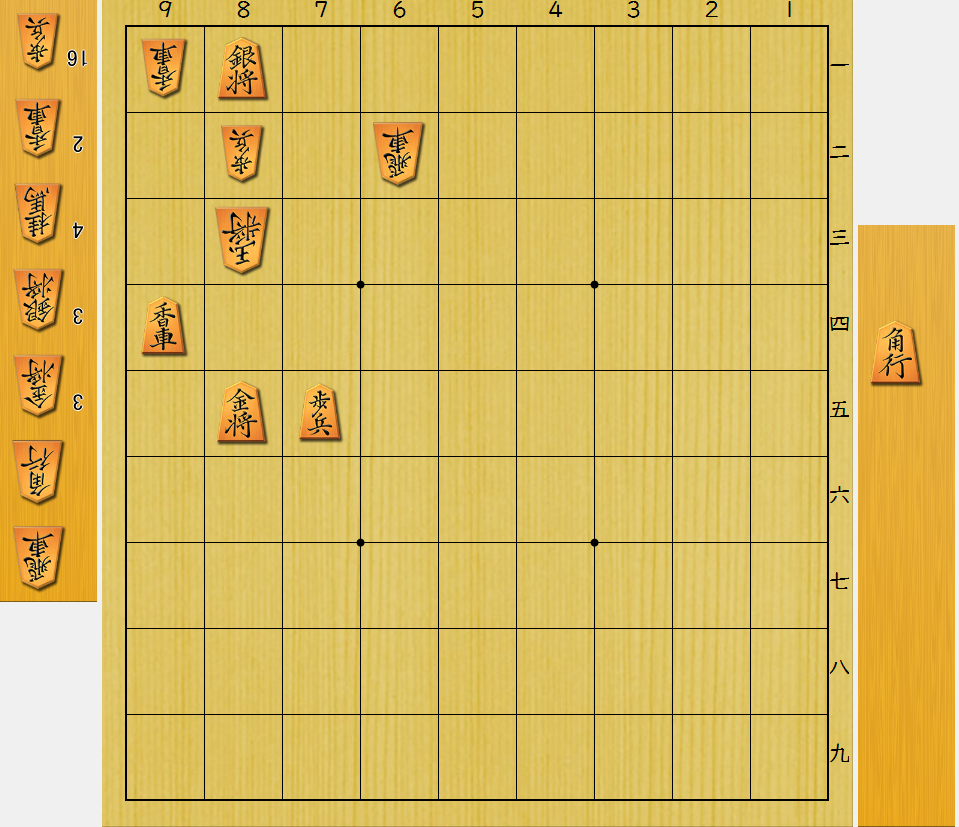 9 8 7 6 5 4 3 2 1
歩兵 16
香車 2
桂馬 4
銀将 3
金将 3
角行
飛車
香車 銀将 一
歩兵 飛車 二
玉将 三
香車 四
角行
金将 歩兵 五
六
七
八
九